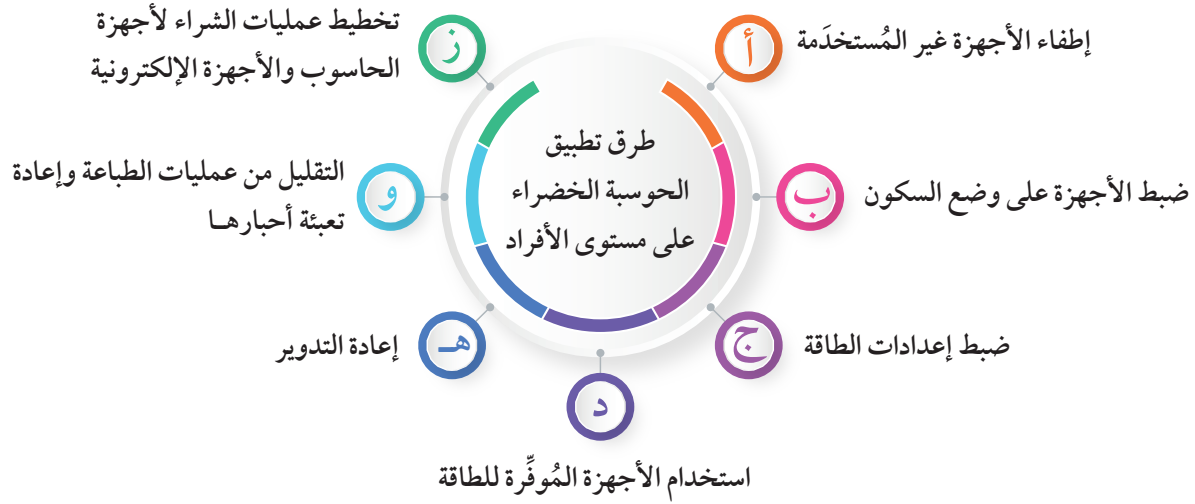 طرق تطبيق
الحوسبة الخضراء
على مستوى الأفراد
أ
إطفاء الأجهزة غير المُستخدَمة
ب
ضبط الأجهزة على وضع السكون
ج
ضبط إعدادات الطاقة
د
استخدام الأجهزة المُوفِّرة للطاقة
هـ
إعادة التدوير
و
التقليل من عمليات الطباعة وإعادة
تعبئة أحبارهـا
ز
تخطيط عمليات الشراء لأجهزة
الحاسوب والأجهزة الإلكترونية